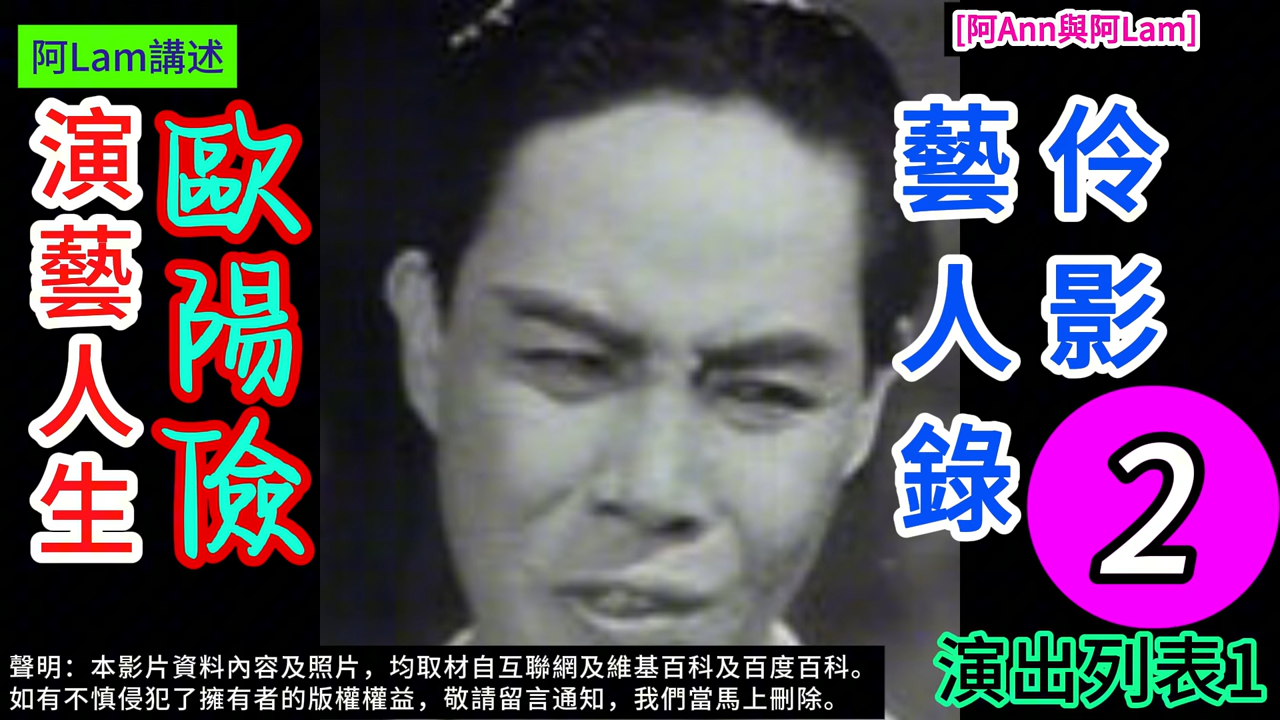 阿Lam講述
[阿Ann與阿Lam]
歐陽儉
演藝人生
伶影
藝人錄
2
演出列表1
聲明：本影片資料內容及照片，均取材自互聯網及維基百科及百度百科。
如有不慎侵犯了擁有者的版權權益，敬請留言通知，我們當馬上刪除。